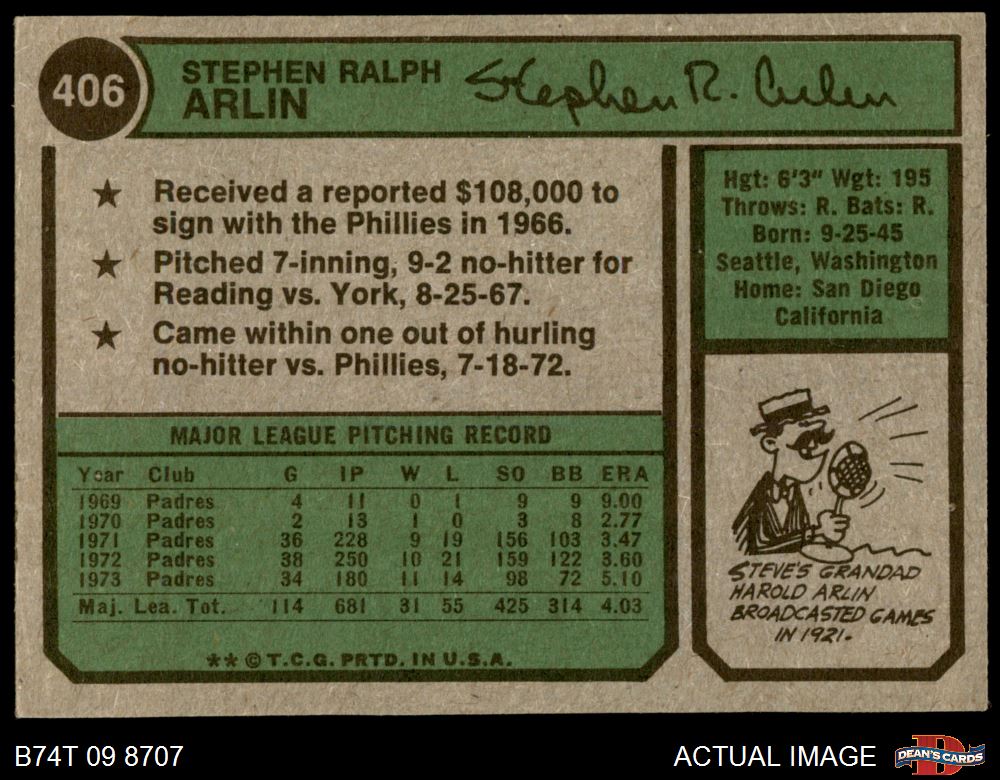 406
STEPHEN RALPH
ARLIN
Stephen R. Arlin
★ Received a reported $108,000 to
sign with the Phillies in 1966.
★ Pitched 7-inning, 9-2 no-hitter for
Reading vs. York, 8-25-67.
★ Came within one out of hurling
no-hitter vs. Phillies, 7-18-72.
Hgt: 6'3" Wgt: 195
Throws: R. Bats: R.
Born: 9-25-45
Seattle, Washington
Home: San Diego
California
MAJOR LEAGUE PITCHING RECORD
Year Club G IP W L SO BB ERA
1969 Padres 4 11 0 1 9 9 9.00
1970 Padres 2 13 1 0 3 8 2.77
1971 Padres 36 228 9 19 156 103 3.47
1972 Padres 38 250 10 21 159 122 3.60
1973 Padres 34 180 11 14 98 72 5.10
Maj. Lea. Tot. 114 681 31 55 425 314 4.03
** © T.C.G. PRTD. IN U.S.A.
STEVE'S GRANDAD
HAROLD ARLIN
BROADCASTED GAMES
IN 1921.
B74T 09 8707
ACTUAL IMAGE
DEAN'S CARDS